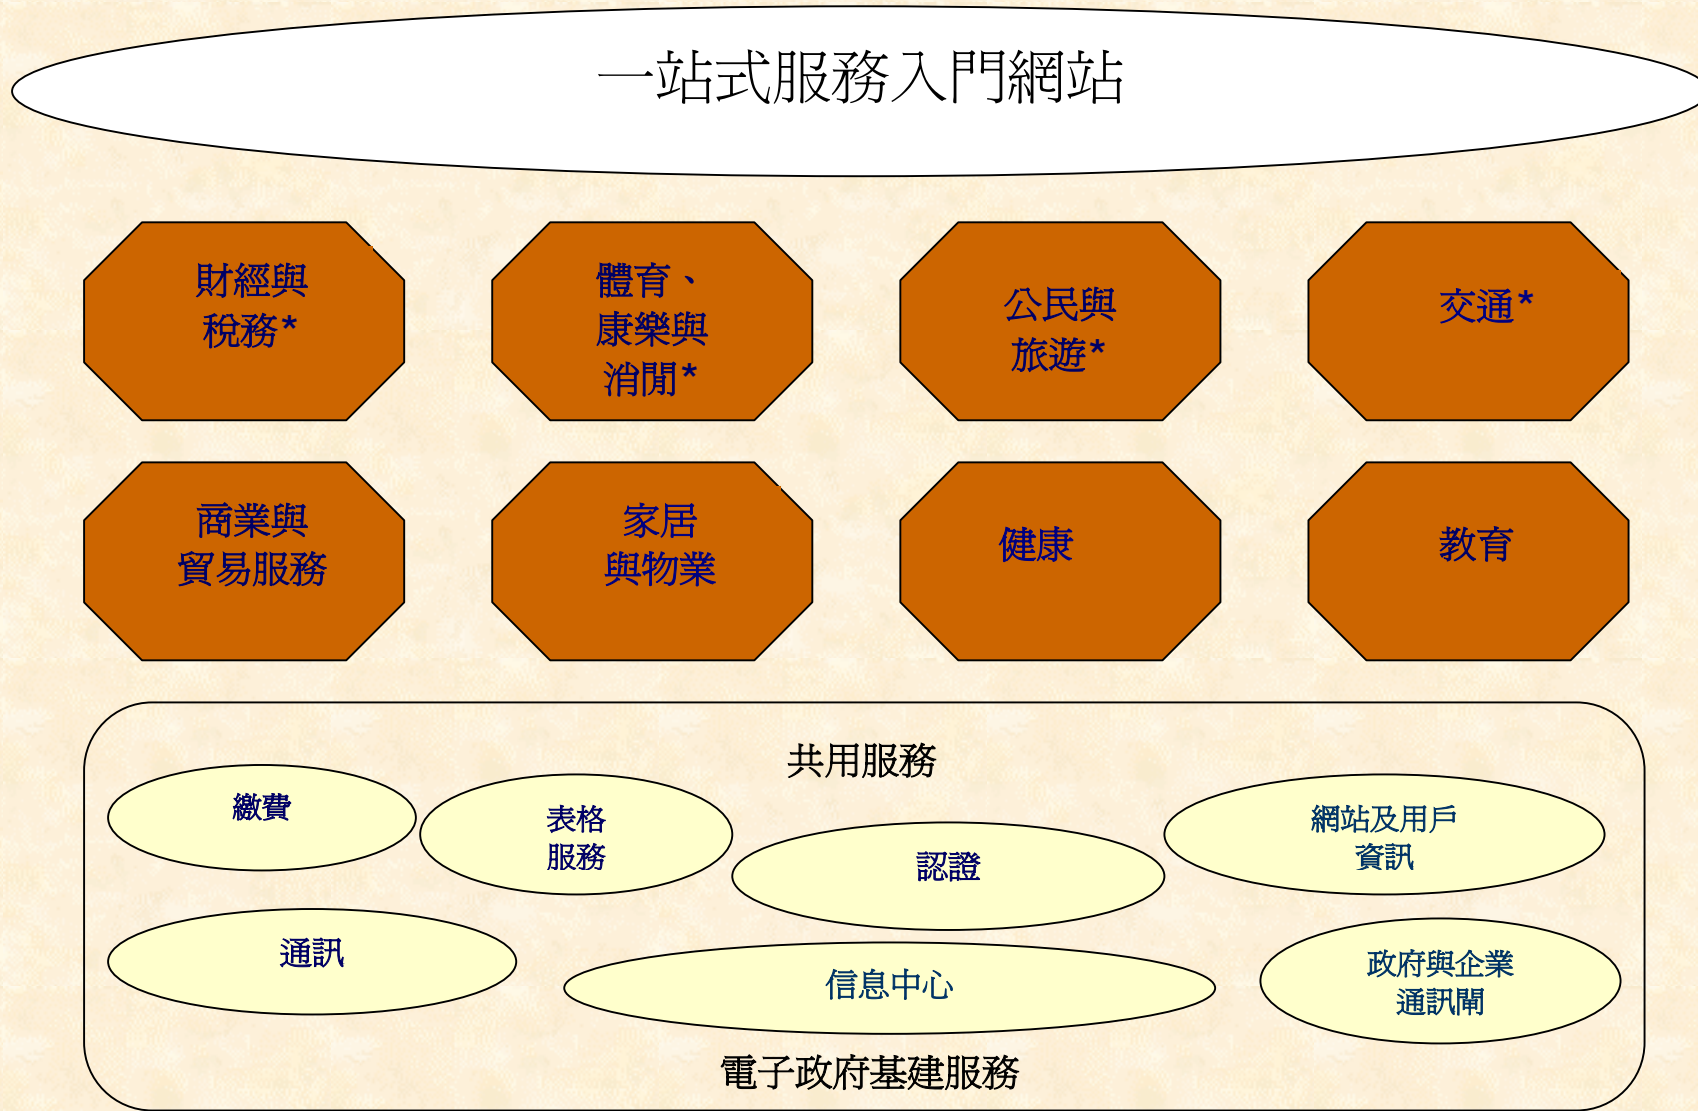 一站式服務入門網站
財經與
稅務*
體育、
康樂與
消閒*
公民與
旅遊*
交通*
商業與
貿易服務
家居
與物業
健康
教育
共用服務
繳費
表格
服務
認證
網站及用戶
資訊
通訊
信息中心
政府與企業
通訊閘
電子政府基建服務